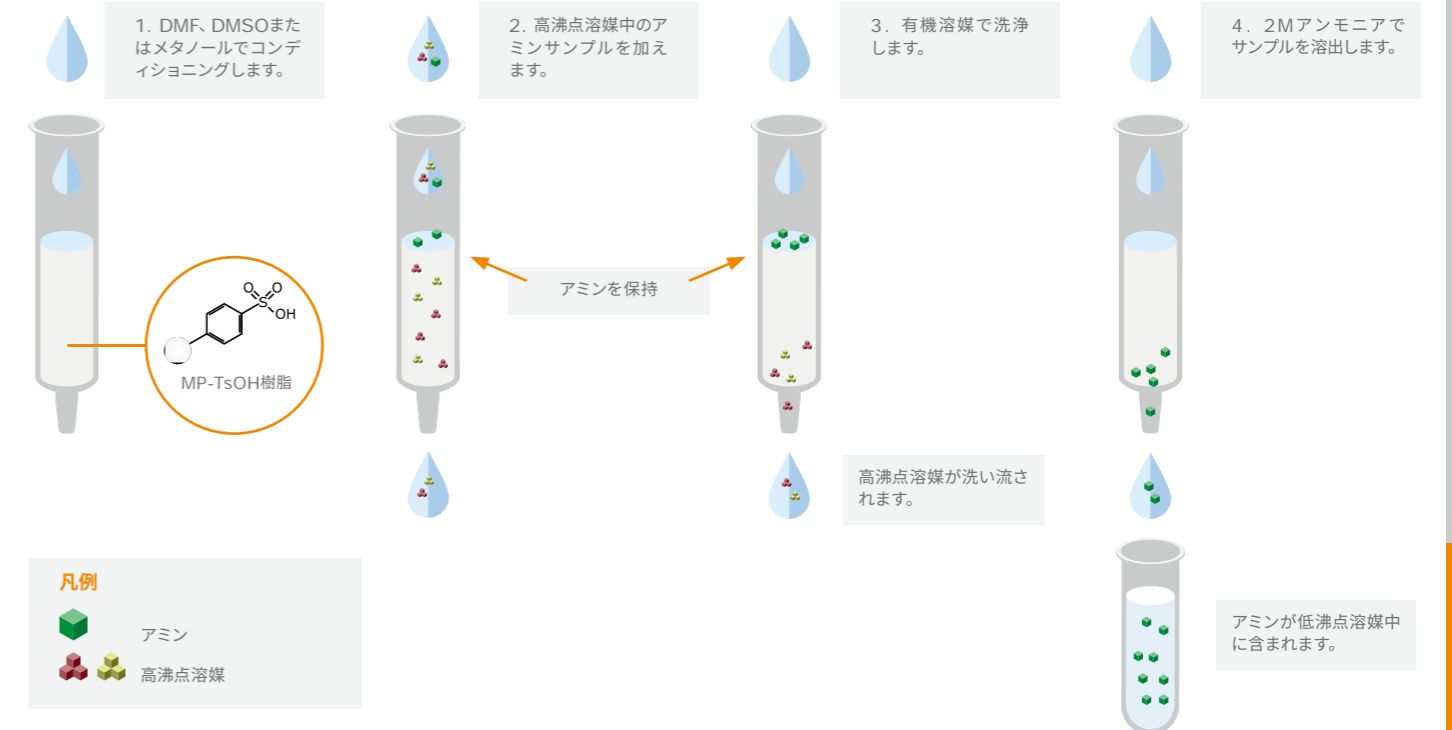 1. DMF、DMSOまた
はメタノールでコンデ
ィショニングします。
2. 高沸点溶媒中のア
ミンサンプルを加え
ます。
3. 有機溶媒で洗浄
します。
4. 2Mアンモニアで
サンプルを溶出します。
アミンを保持
O O
S
OH
MP-TsOH樹脂
高沸点溶媒が洗い流さ
れます。
凡例
アミン
高沸点溶媒
アミンが低沸点溶媒中
に含まれます。